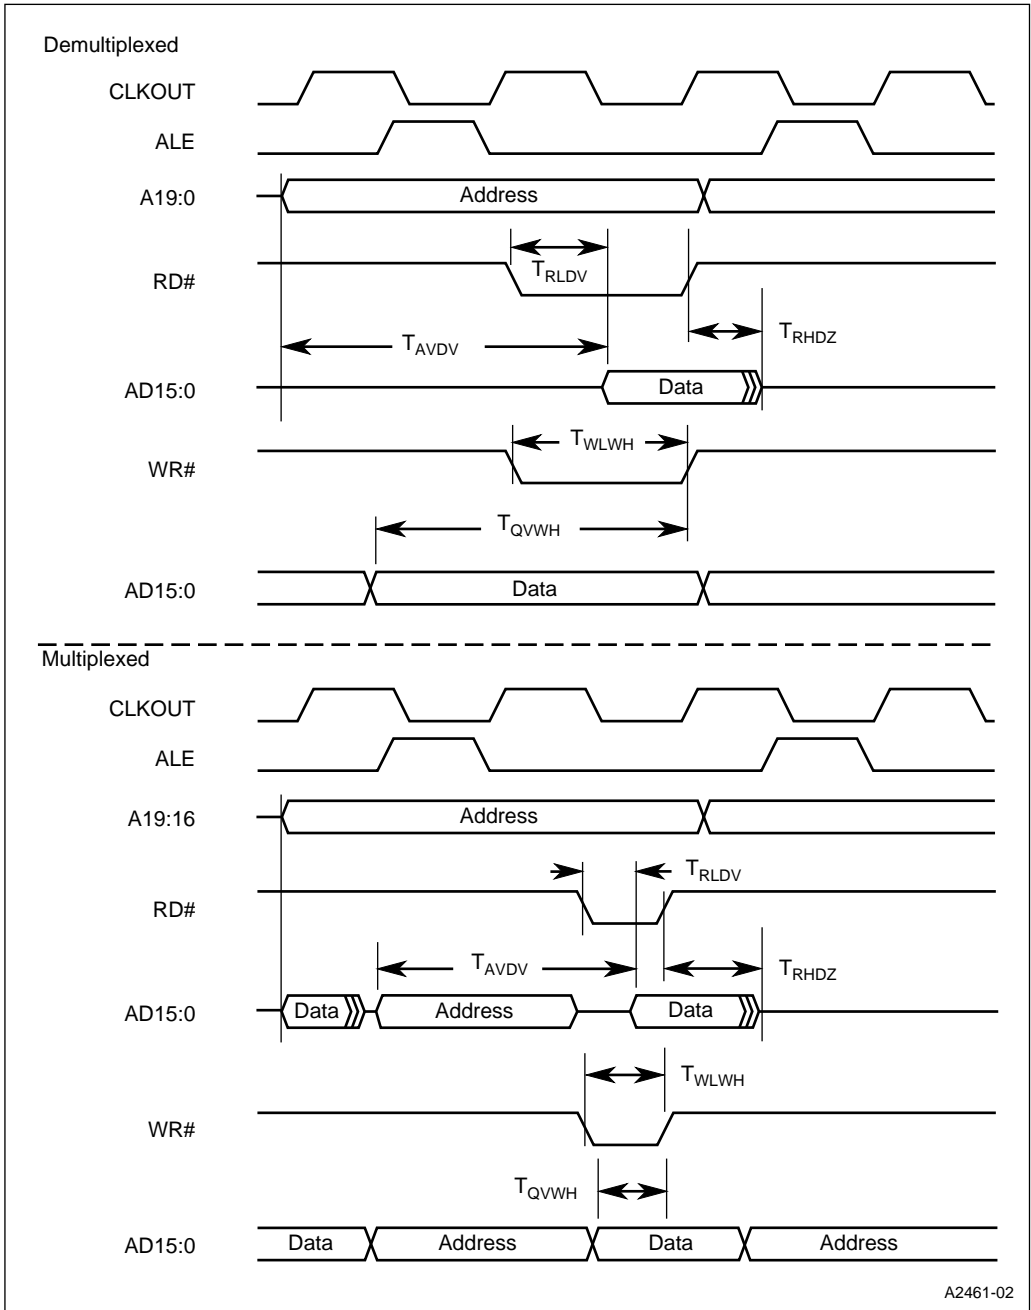 Demultiplexed
CLKOUT
ALE
A19:0
Address
RD#
TRLDV
TAVDV
TRHDZ
AD15:0
Data
TWLWH
WR#
TQVWH
AD15:0
Data
Multiplexed
CLKOUT
ALE
A19:16
Address
TRLDV
RD#
TAVDV
TRHDZ
AD15:0
Data
Address
Data
TWLWH
WR#
TQVWH
AD15:0
Data
Address
Data
Address
A2461-02